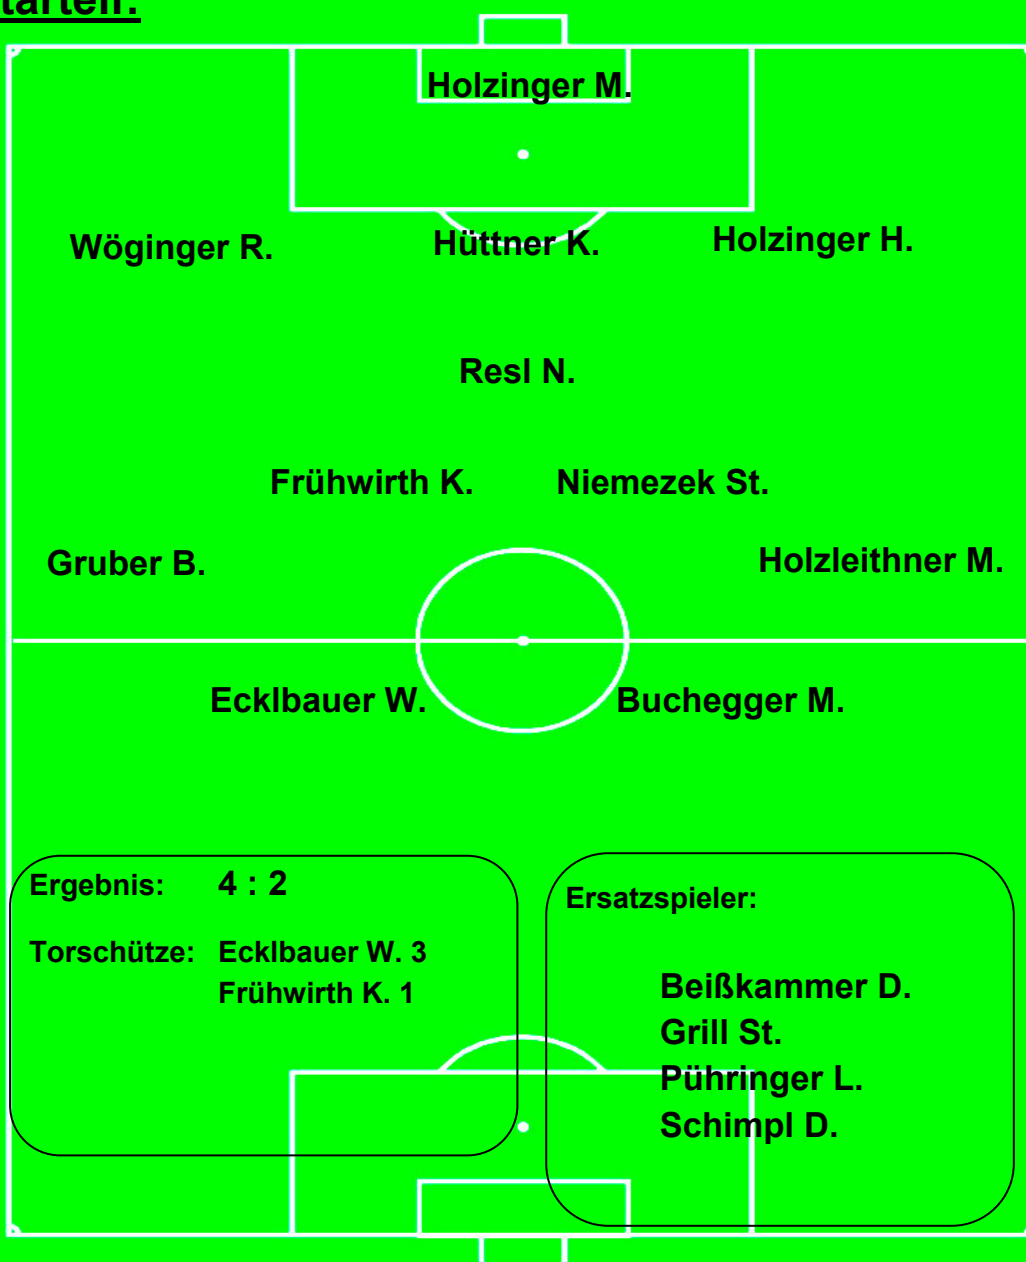 Holzinger M.
Wöginger R. Hüttner K. Holzinger H.
Resl N.
Frühwirth K. Niemezek St.
Gruber B. Holzleithner M.
Ecklbauer W. Buchegger M.
Ergebnis: 4 : 2
Torschütze: Ecklbauer W. 3
Frühwirth K. 1
Ersatzspieler:
Beißkammer D.
Grill St.
Pühringer L.
Schimpl D.